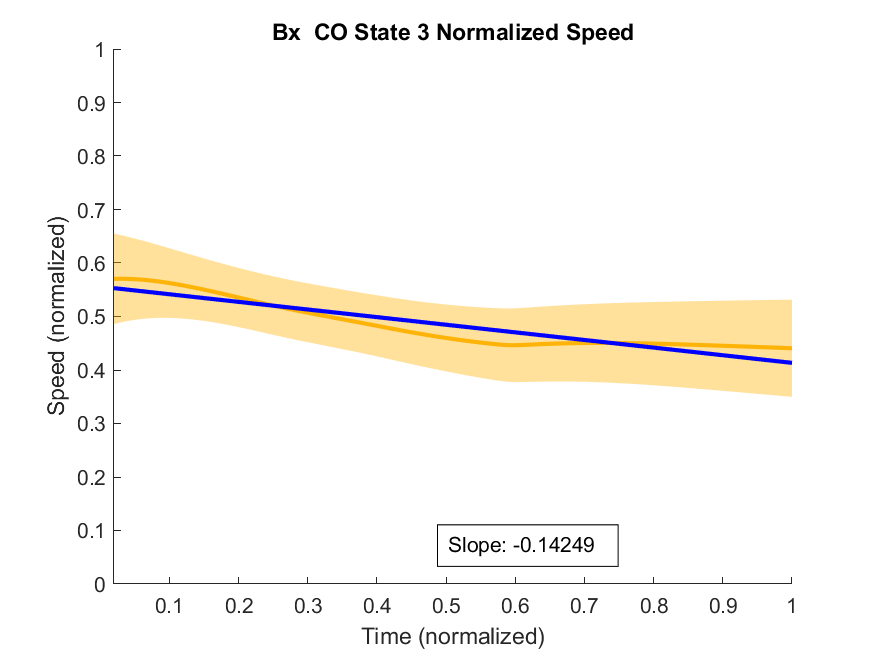 Bx  CO State 3 Normalized Speed
1
0.9
0.8
0.7
0.6
0.5
0.4
0.3
0.2
0.1
0
Speed (normalized)
Slope: -0.14249
0.1 0.2 0.3 0.4 0.5 0.6 0.7 0.8 0.9 1
Time (normalized)